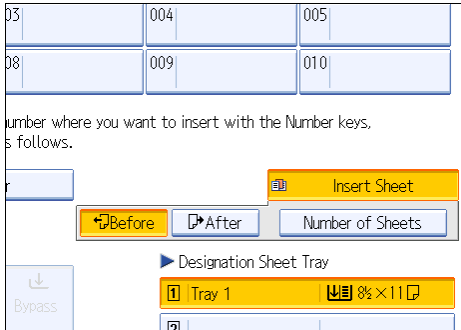 03 004 005
08 009 010
umber where you want to insert with the Number keys,
s follows.
r Insert Sheet
Before After Number of Sheets
Designation Sheet Tray
Bypass
1 Tray 1 8½×11
2